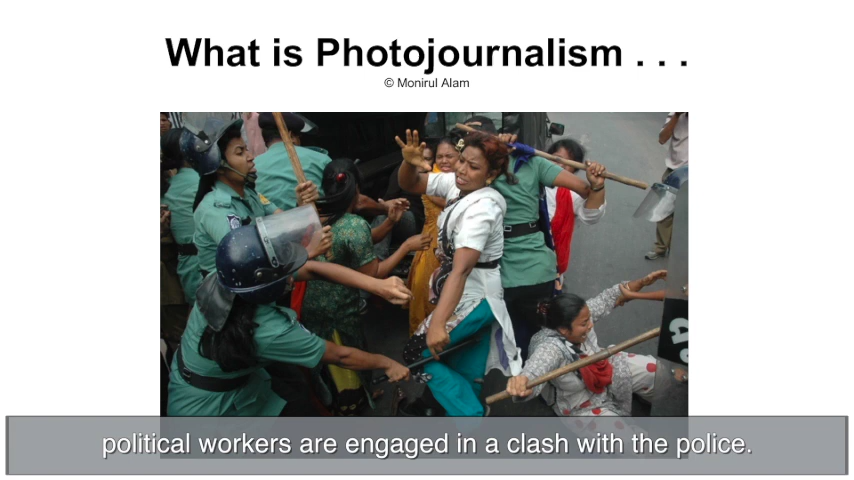 What is Photojournalism . . .
© Monirul Alam
political workers are engaged in a clash with the police.